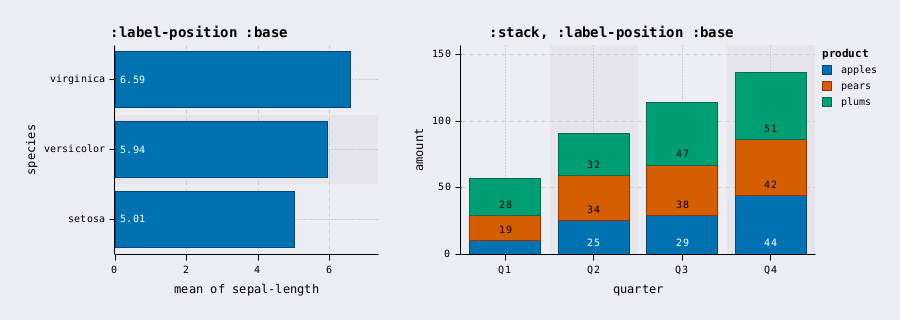 :label-position :base
virginica
6.59
versicolor
5.94
setosa
5.01
species
0 2 4 6
mean of sepal-length
:stack, :label-position :base
150
100
50
0
amount
28
19
32
34
25
47
38
29
51
42
44
Q1 Q2 Q3 Q4
quarter
product
apples
pears
plums